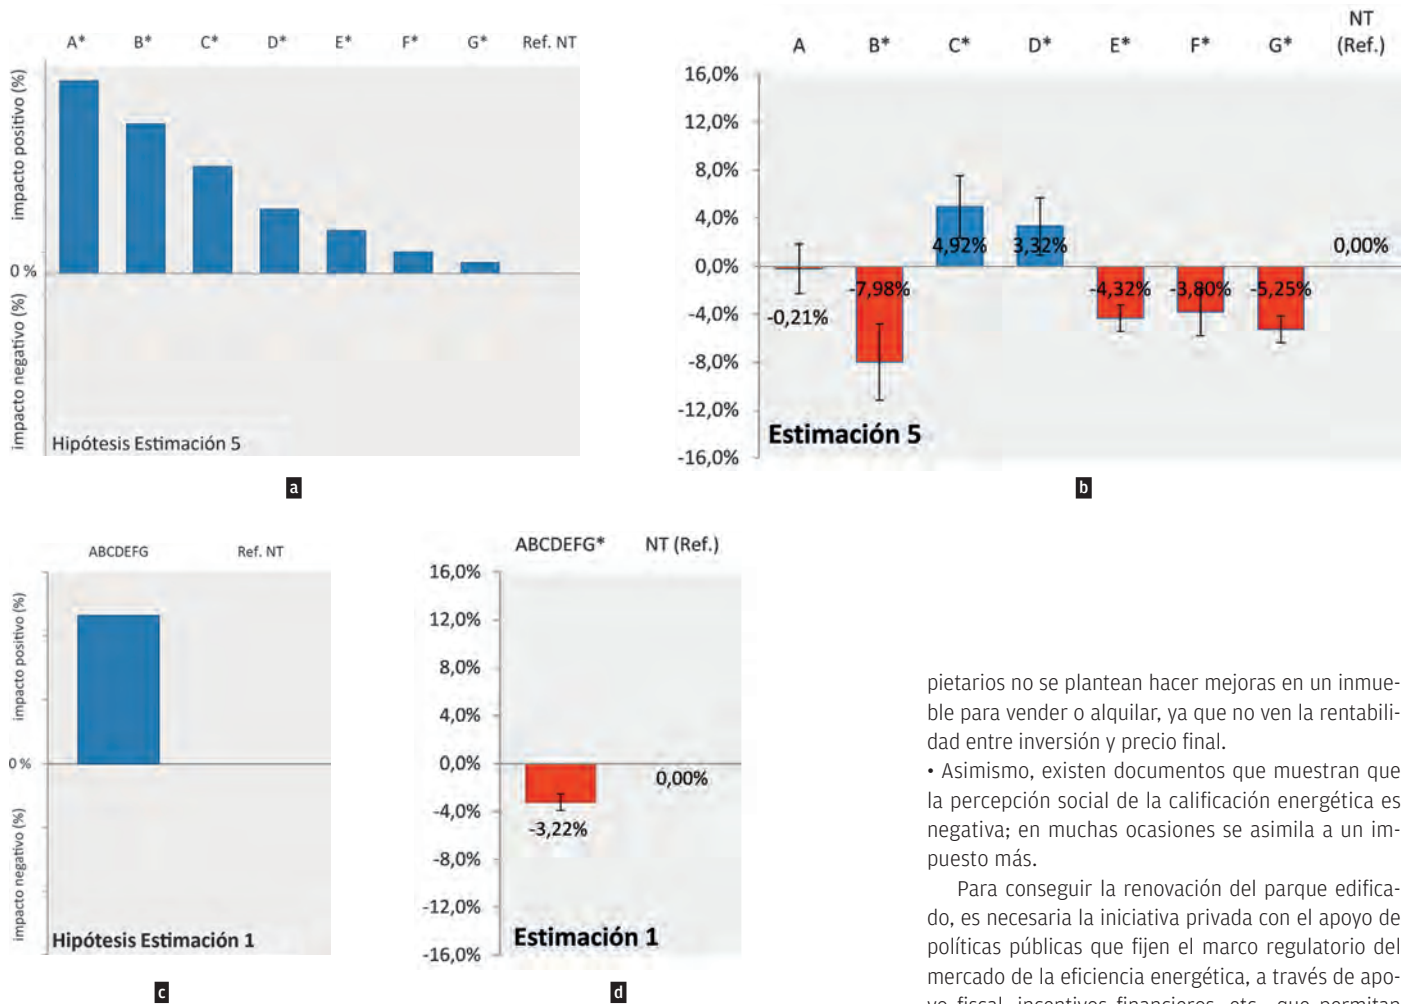 A* B* C* D* E* F* G* Ref. NT
impacto positivo (%)
0 %
impacto negativo (%)
Hipótesis Estimación 5
a
A B* C* D* E* F* G* NT (Ref.)
16,0%
12,0%
8,0%
4,0%
0,0%
-4,0%
-8,0%
-12,0%
-16,0%
-0,21%
-7,98%
4,92%
3,32%
-4,32%
-3,80%
-5,25%
0,00%
Estimación 5
b
ABCDEFG Ref. NT
impacto positivo (%)
0 %
impacto negativo (%)
Hipótesis Estimación 1
c
ABCDEFG* NT (Ref.)
16,0%
12,0%
8,0%
4,0%
0,0%
-4,0%
-8,0%
-12,0%
-16,0%
-3,22%
0,00%
Estimación 1
d
pietarios no se plantean hacer mejoras en un inmue-
ble para vender o alquilar, ya que no ven la rentabili-
dad entre inversión y precio final.
• Asimismo, existen documentos que muestran que
la percepción social de la calificación energética es
negativa; en muchas ocasiones se asimila a un im-
puesto más.
Para conseguir la renovación del parque edifica-
do, es necesaria la iniciativa privada con el apoyo de
políticas públicas que fijen el marco regulatorio del
mercado de la eficiencia energética, a través de apo-
yo fiscal, incentivos financieros, etc., que permitan